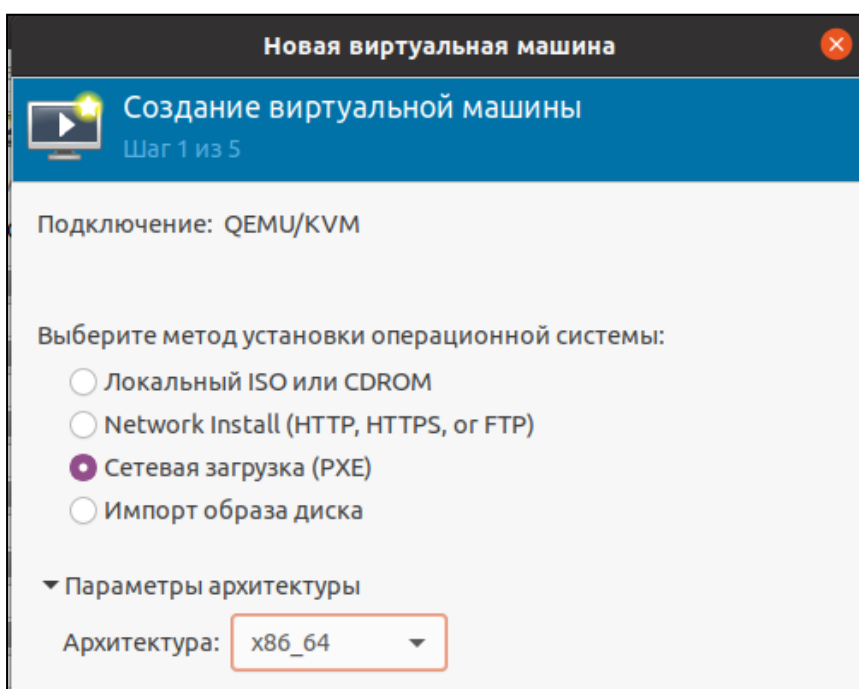 Новая виртуальная машина
Создание виртуальной машины
Шаг 1 из 5
Подключение: QEMU/KVM
Выберите метод установки операционной системы:
Локальный ISO или CDROM
Network Install (HTTP, HTTPS, or FTP)
Сетевая загрузка (PXE)
Импорт образа диска
Параметры архитектуры
Архитектура: x86_64